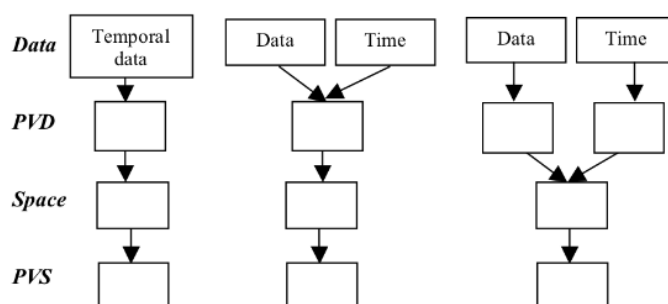 Data
Temporal
data
Data
Time
Data
Time
PVD
Space
PVS